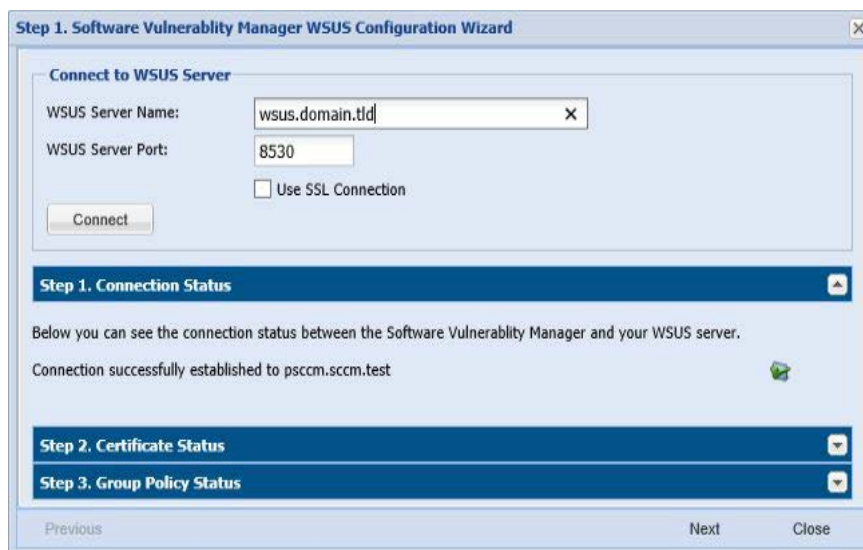 Step 1. Software Vulnerablity Manager WSUS Configuration Wizard
Connect to WSUS Server
WSUS Server Name: wsus.domain.tld
WSUS Server Port: 8530
Use SSL Connection
Connect
Step 1. Connection Status
Below you can see the connection status between the Software Vulnerablity Manager and your WSUS server.
Connection successfully established to psccm.sccm.test
Step 2. Certificate Status
Step 3. Group Policy Status
Previous Next Close